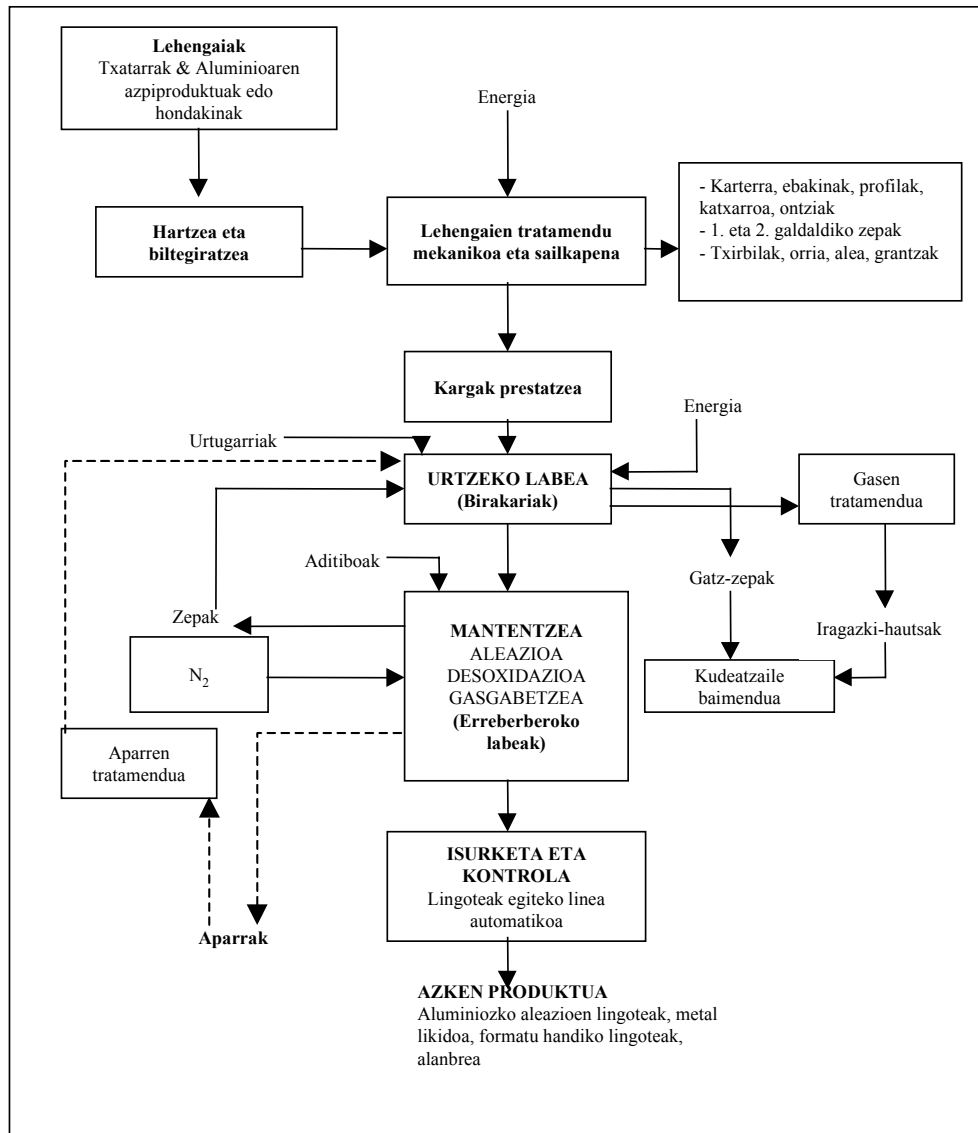 Lehengaiak
Txatarrak & Aluminioaren
azpiproduktuak edo
hondakinak
Energia
Hartzea eta
biltegiratzea
Lehengaien tratamendu
mekanikoa eta sailkapena
- Karterra, ebakinak, profilak,
katxarroa, ontziak
- 1. eta 2. galdaldiko zepak
- Txirbilak, orria, alea, grantzak
Kargak prestatzea
Energia
Urtugarriak
URTZEKO LABEA
(Birakariak)
Gasen
tratamendua
Aditiboak
Gatz-zepak
Zepak
Iragazki-hautsak
MANTENTZEA
ALEAZIOA
DESOXIDAZIOA
GASGABETZEA
(Erreberberoko
labeak)
N2
Kudeatzaile
baimendua
Aparren
tratamendua
ISURKETA ETA
KONTROLA
Lingoteak egiteko linea
automatikoa
Aparrak
AZKEN PRODUKTUA
Aluminiozko aleazioen lingoteak, metal
likidoa, formatu handiko lingoteak,
alanbrea